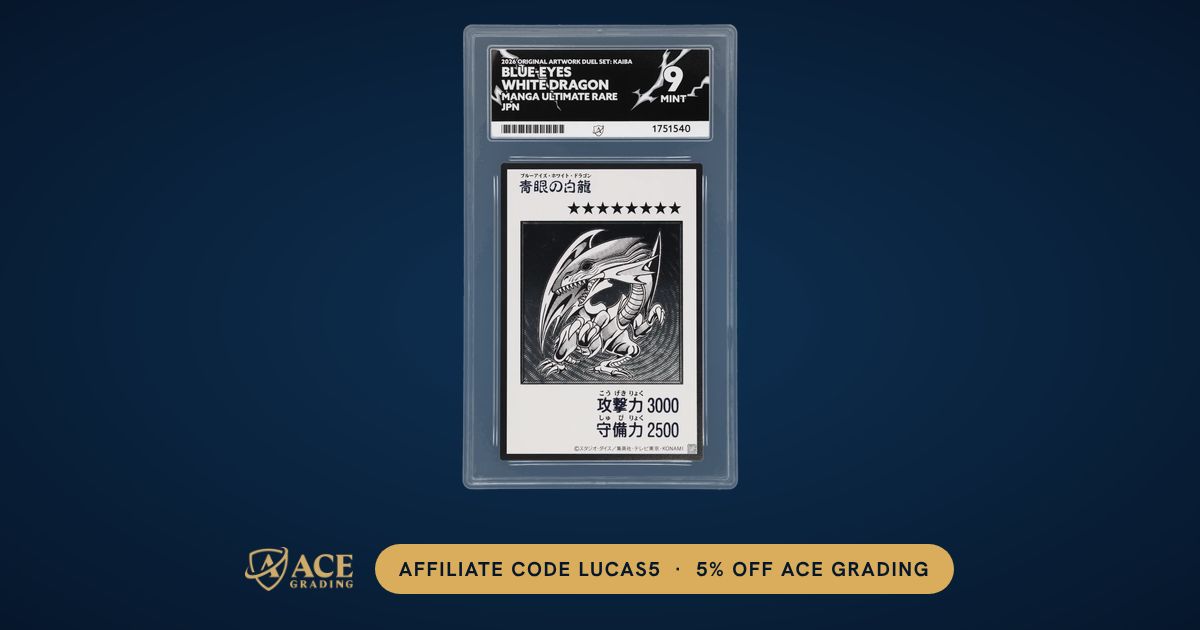 2026 ORIGINAL ARTWORK DUEL SET: KAIBA
BLUE-EYES
WHITE DRAGON
MANGA ULTIMATE RARE
JPN
9
MINT
1751540
ブルーアイズ・ホワイト・ドラゴン
青眼の白龍
★★★★★★★★
こうげきりょく
攻撃力 3000
しゅびりょく
守備力 2500
©スタジオ・ダイス/集英社・テレビ東京・KONAMI
ACE
GRADING
AFFILIATE CODE LUCAS5 · 5% OFF ACE GRADING